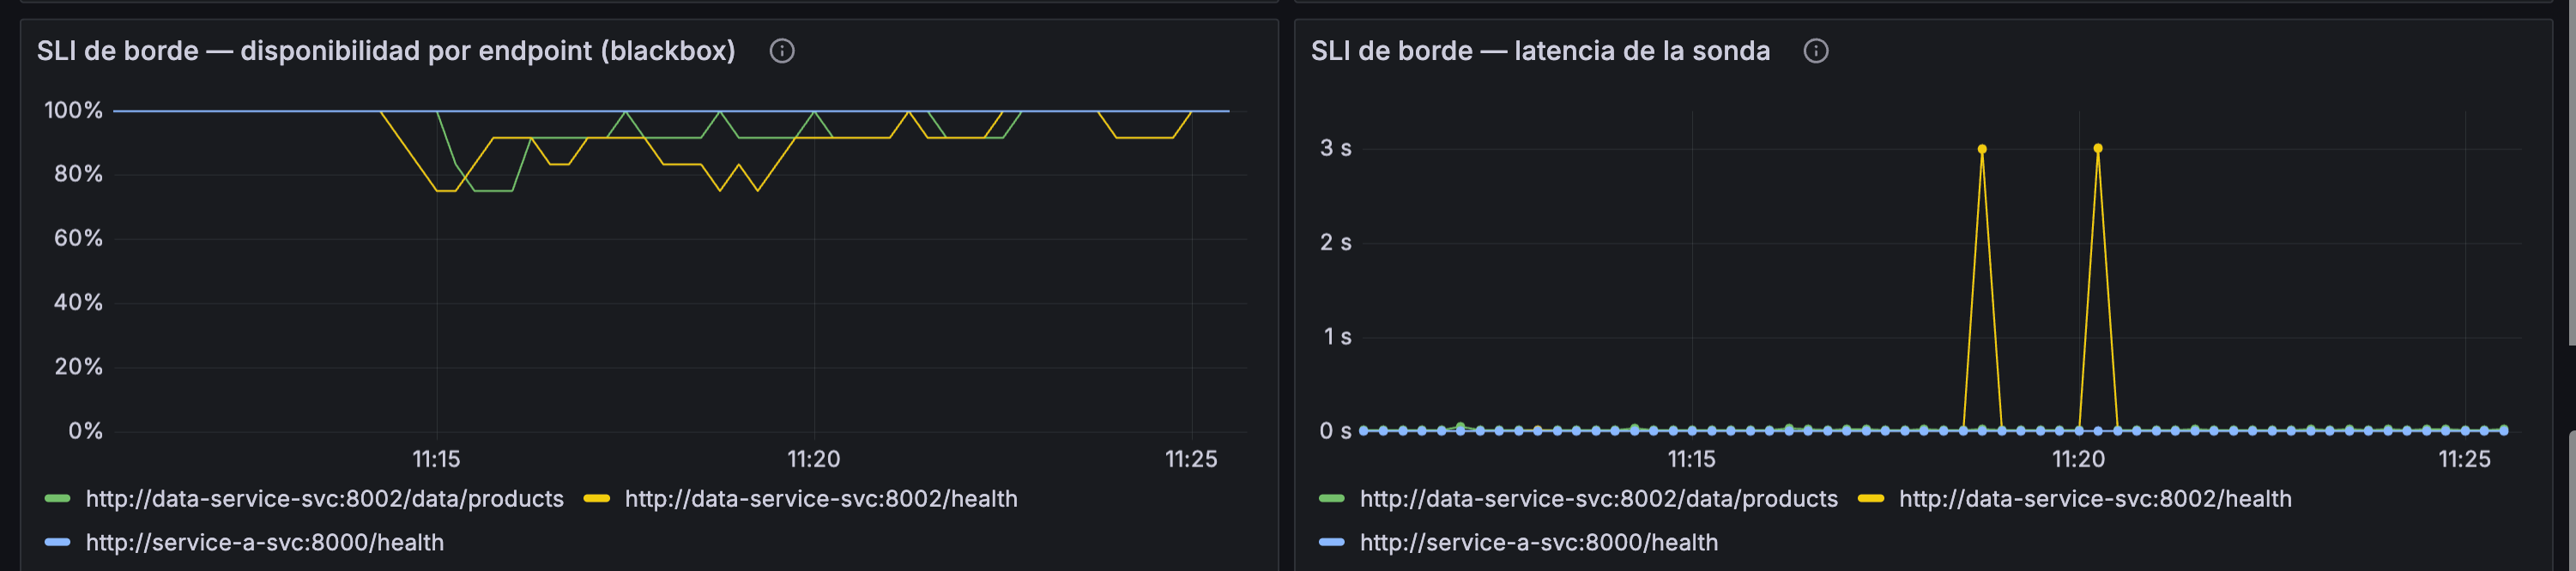 SLI de borde — disponibilidad por endpoint (blackbox)
100%
80%
60%
40%
20%
0%
11:15 11:20 11:25
http://data-service-svc:8002/data/products http://data-service-svc:8002/health
http://service-a-svc:8000/health
SLI de borde — latencia de la sonda
3 s
2 s
1 s
0 s
11:15 11:20 11:25
http://data-service-svc:8002/data/products http://data-service-svc:8002/health
http://service-a-svc:8000/health